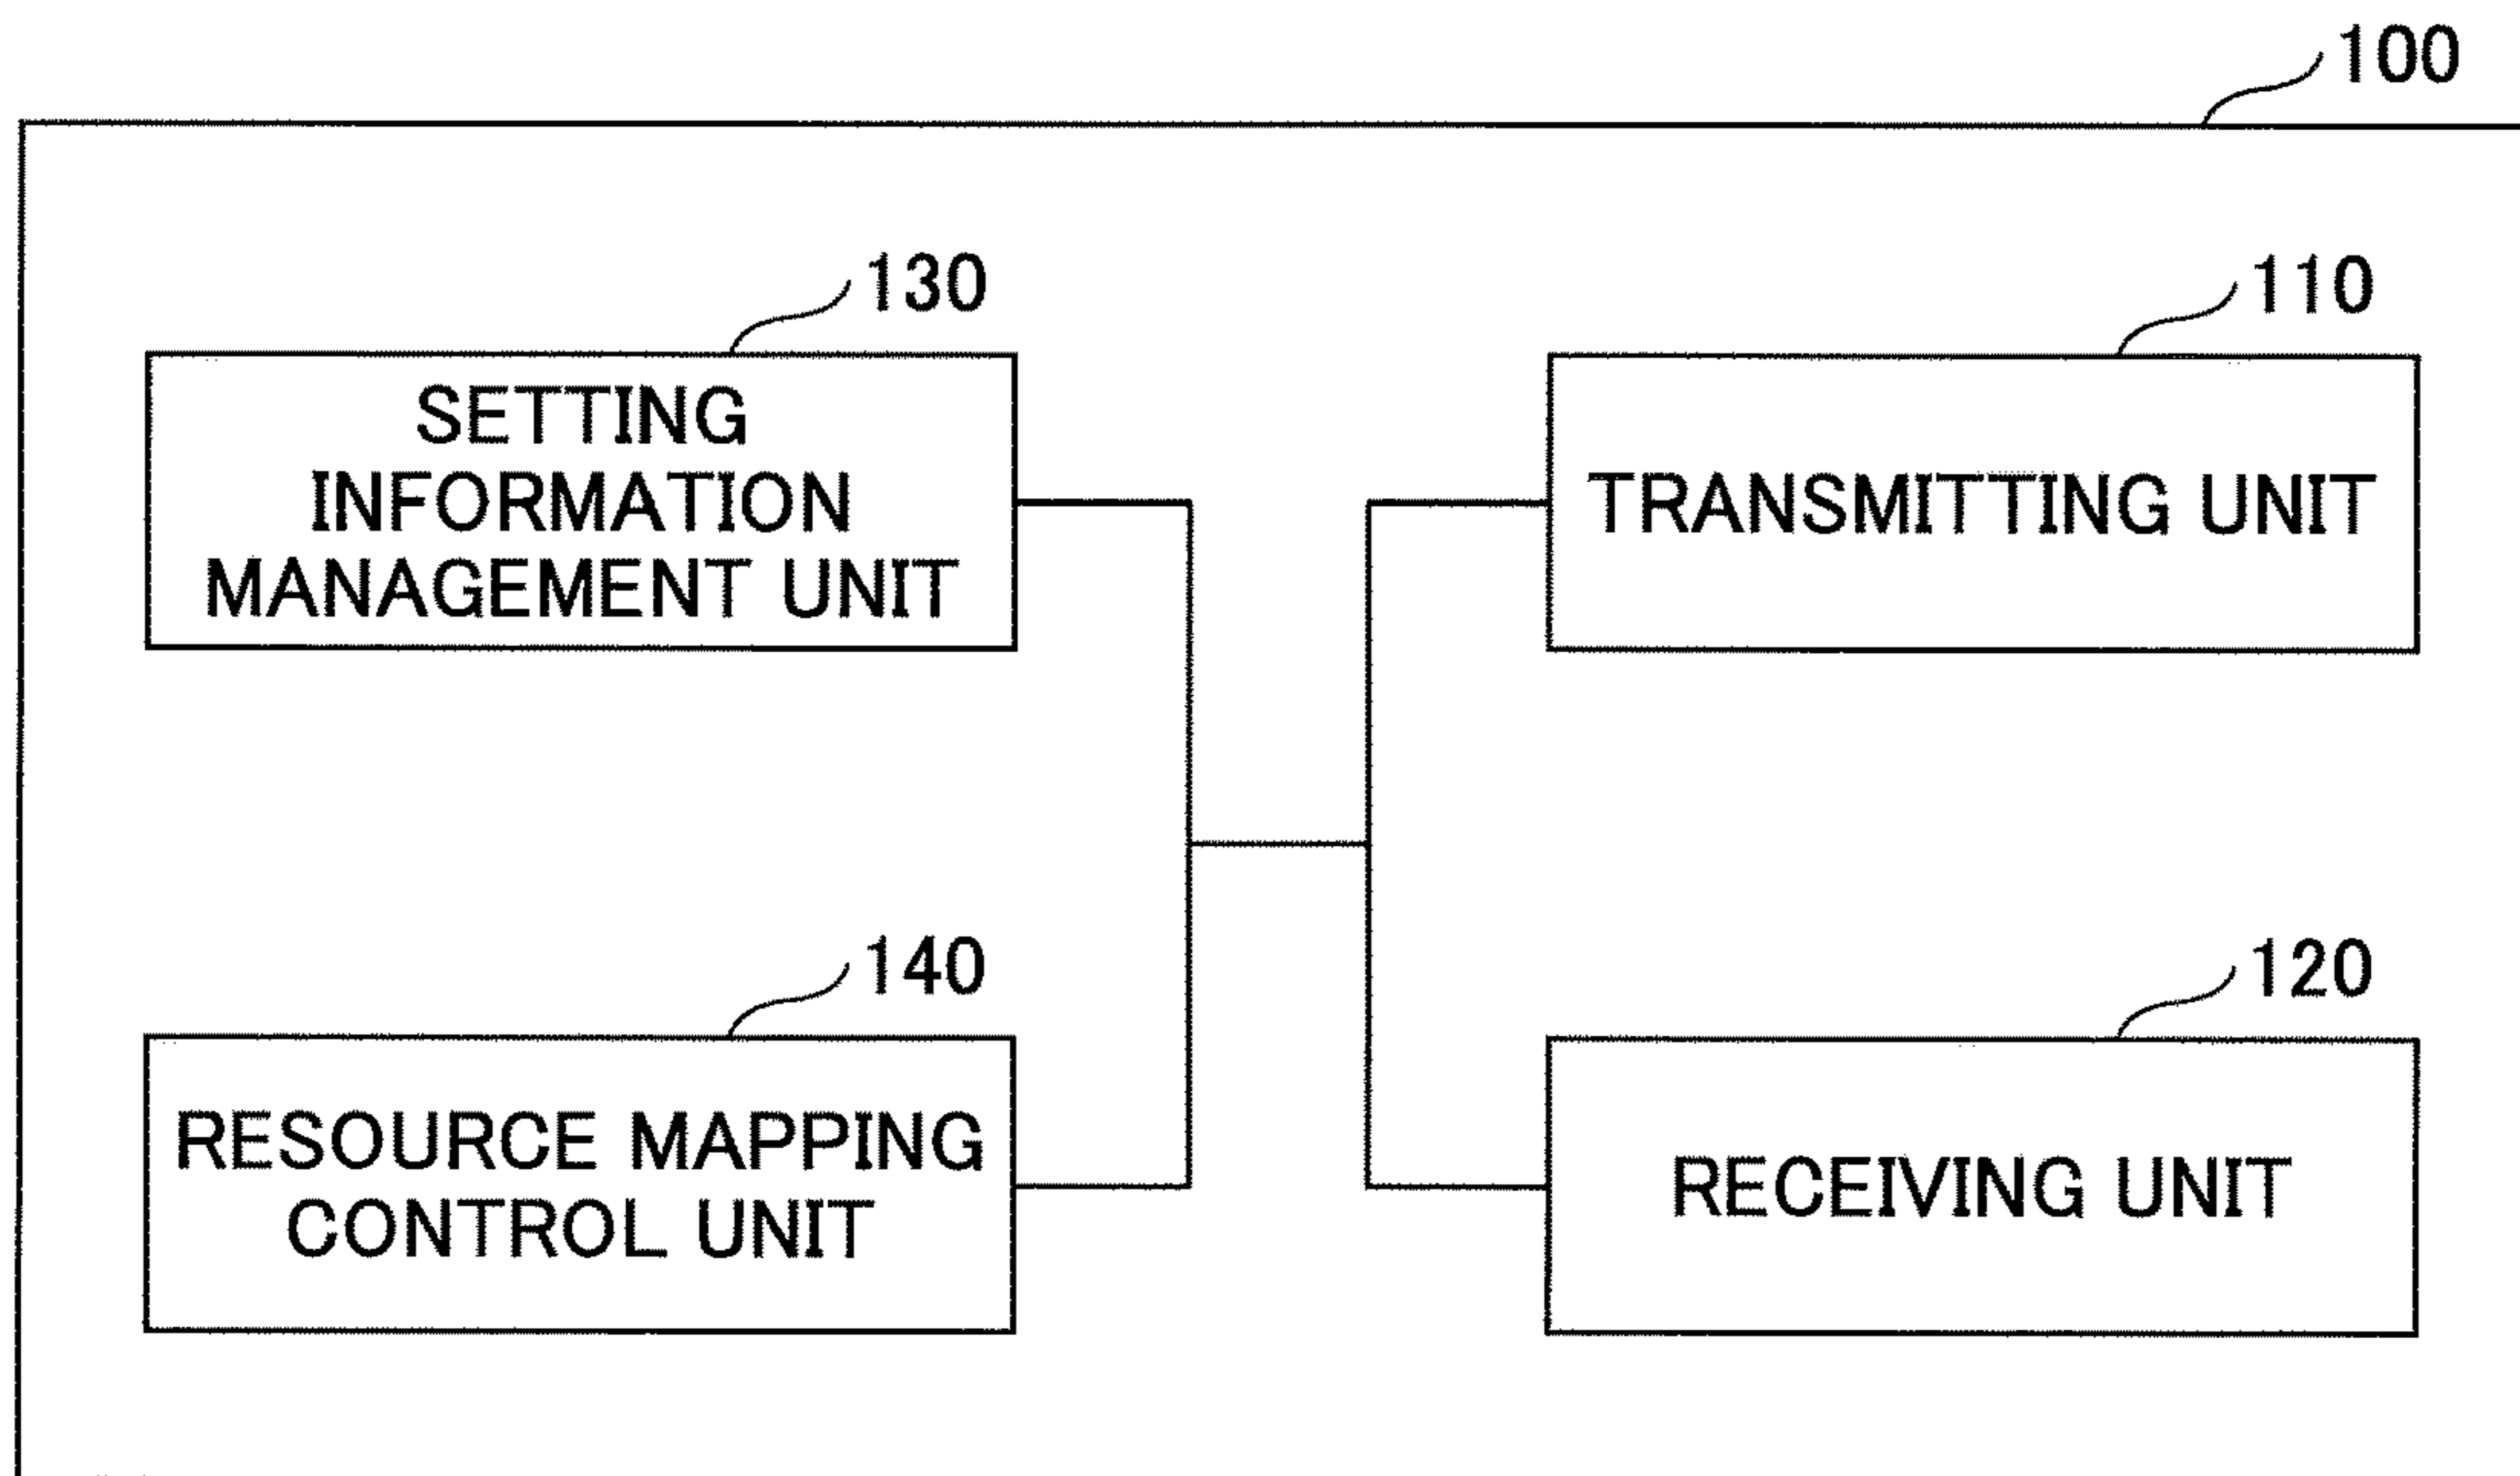 100
130
SETTING
INFORMATION
MANAGEMENT UNIT
110
TRANSMITTING UNIT
140
RESOURCE MAPPING
CONTROL UNIT
120
RECEIVING UNIT